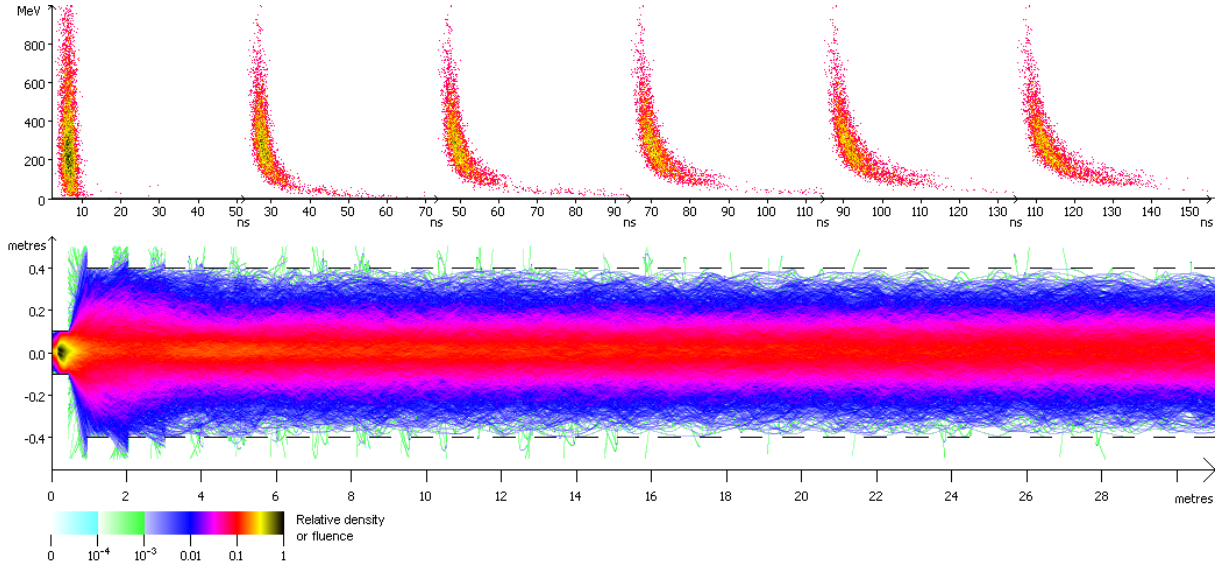 MeV
800
600
400
200
0
10 20 30 40 50 30 40 50 60 70 50 60 70 80 90 70 80 90 100 110 90 100 110 120 130 110 120 130 140 150
ns ns ns ns ns ns
metres
0.4
0.2
0.0
-0.2
-0.4
0 2 4 6 8 10 12 14 16 18 20 22 24 26 28 metres
Relative density
or fluence
0 10⁻⁴ 10⁻³ 0.01 0.1 1